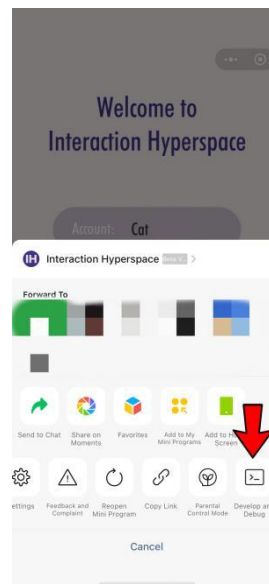 Welcome to
Interaction Hyperspace
Account: Cat
IH Interaction Hyperspace Beta V... >
Forward To
Send to Chat
Share on
Moments
Favorites
Add to My
Mini Programs
Add to H
Screen
ettings
Feedback and
Complaint
Reopen
Mini Program
Copy Link
Parental
Control Mode
Develop an
Debug
Cancel